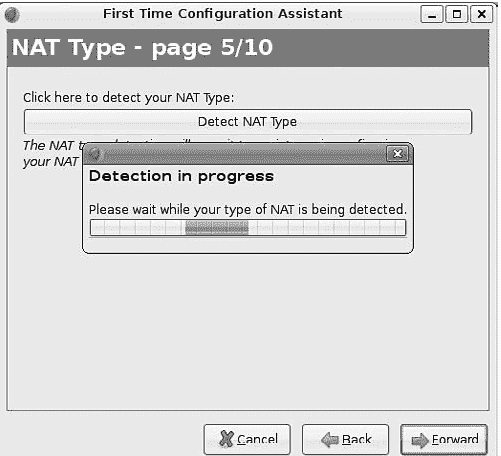 First Time Configuration Assistant
NAT Type - page 5/10
Click here to detect your NAT Type:
Detect NAT Type
The NAT
your NAT
Detection in progress
Please wait while your type of NAT is being detected.
Cancel
Back
Forward